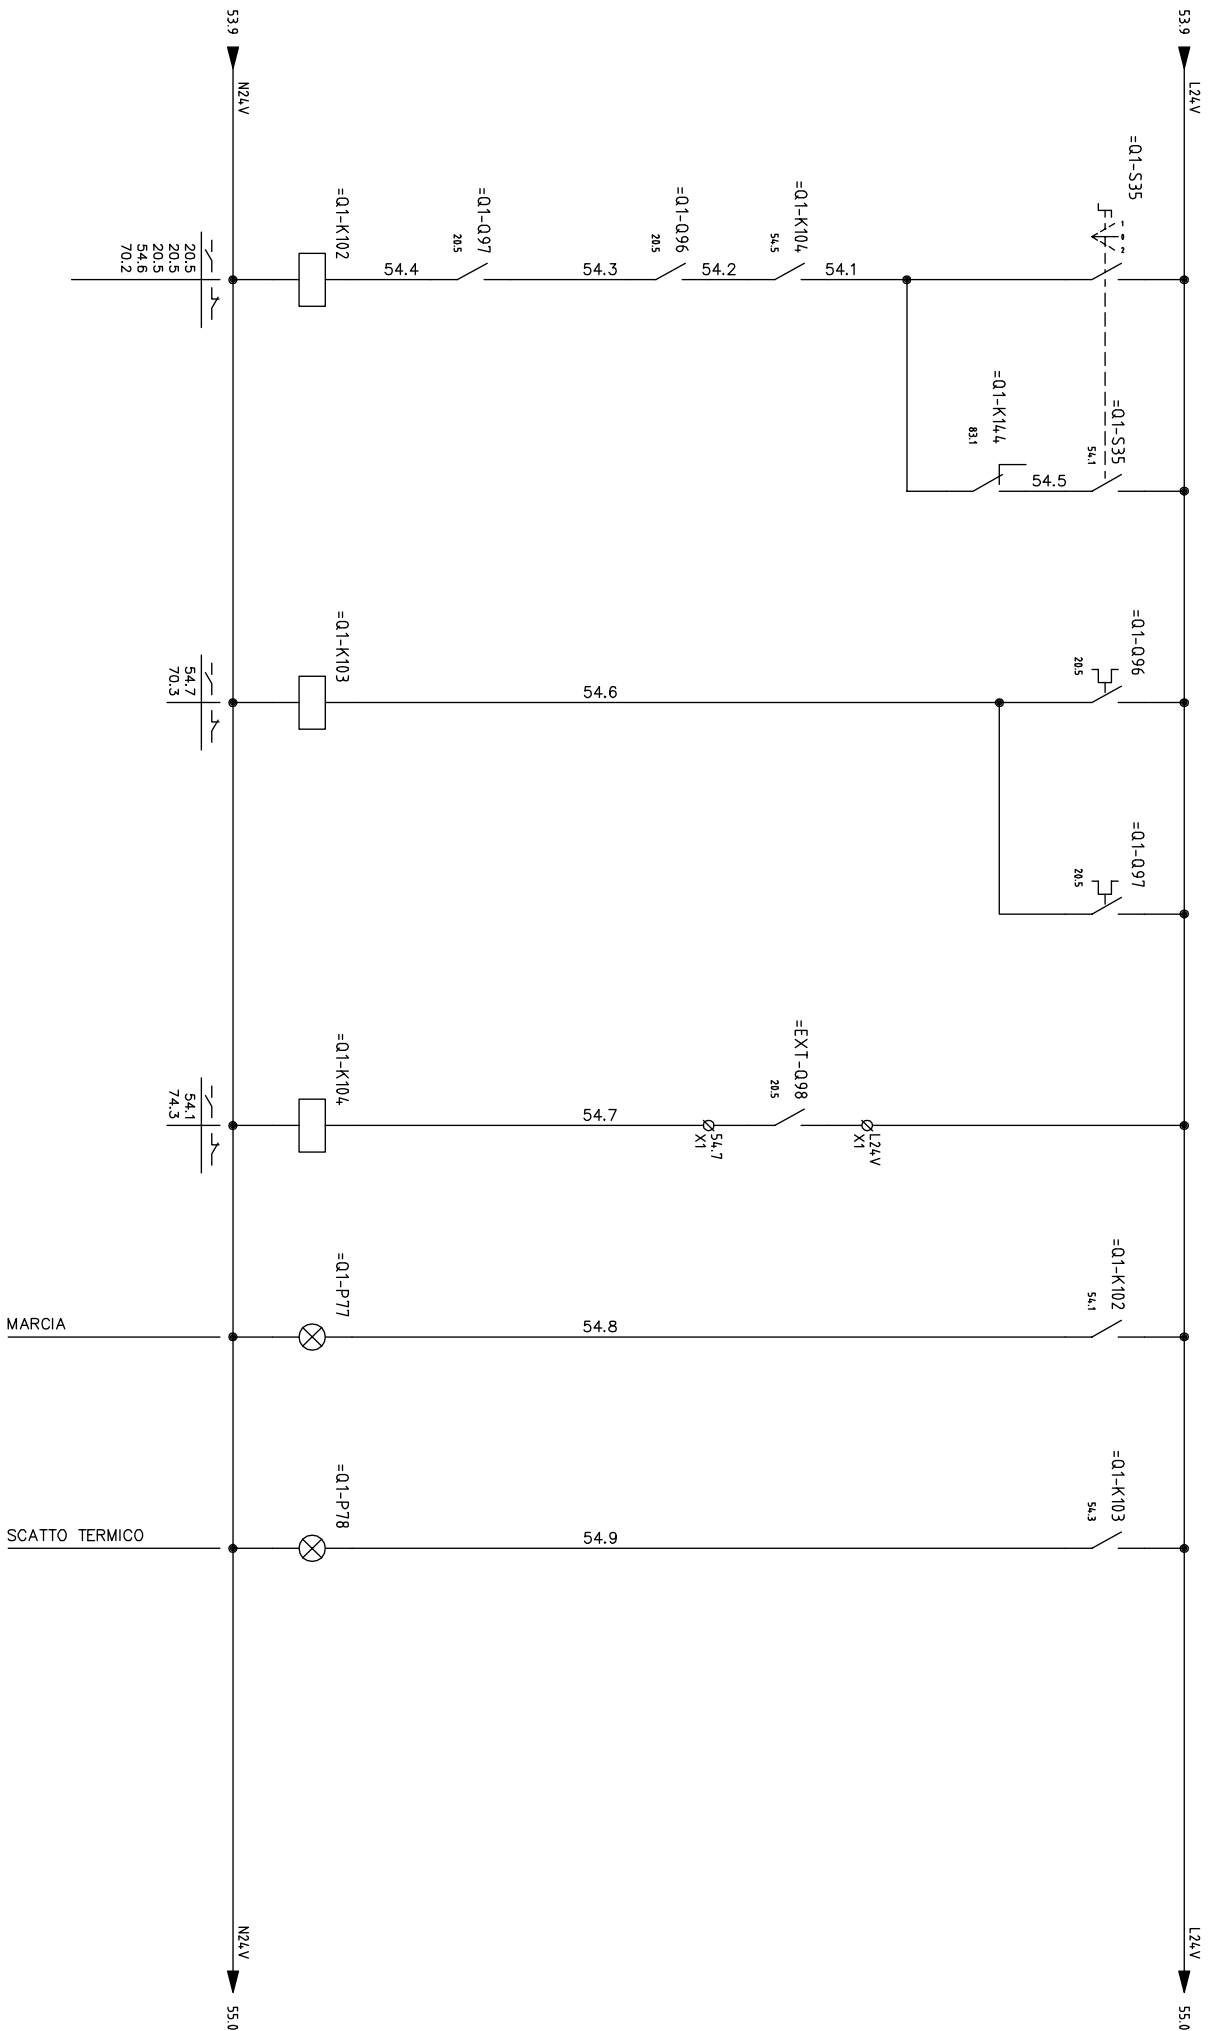 53.9
L24V
=Q1-S35
1
0
2
=Q1-S35
54.1
54.5
=Q1-K144
83.1
54.1
=Q1-K104
54.5
54.2
=Q1-Q96
20.5
54.3
=Q1-Q97
20.5
54.4
=Q1-K102
20.5
20.5
20.5
54.6
70.2
53.9
N24V
=Q1-Q96
20.5
=Q1-Q97
20.5
54.6
=Q1-K103
54.7
70.3
L24V
X1
=EXT-Q98
20.5
54.7
X1
54.7
=Q1-K104
54.1
74.3
=Q1-K102
54.1
54.8
=Q1-P77
MARCIA
=Q1-K103
54.3
54.9
=Q1-P78
SCATTO TERMICO
L24V
55.0
N24V
55.0